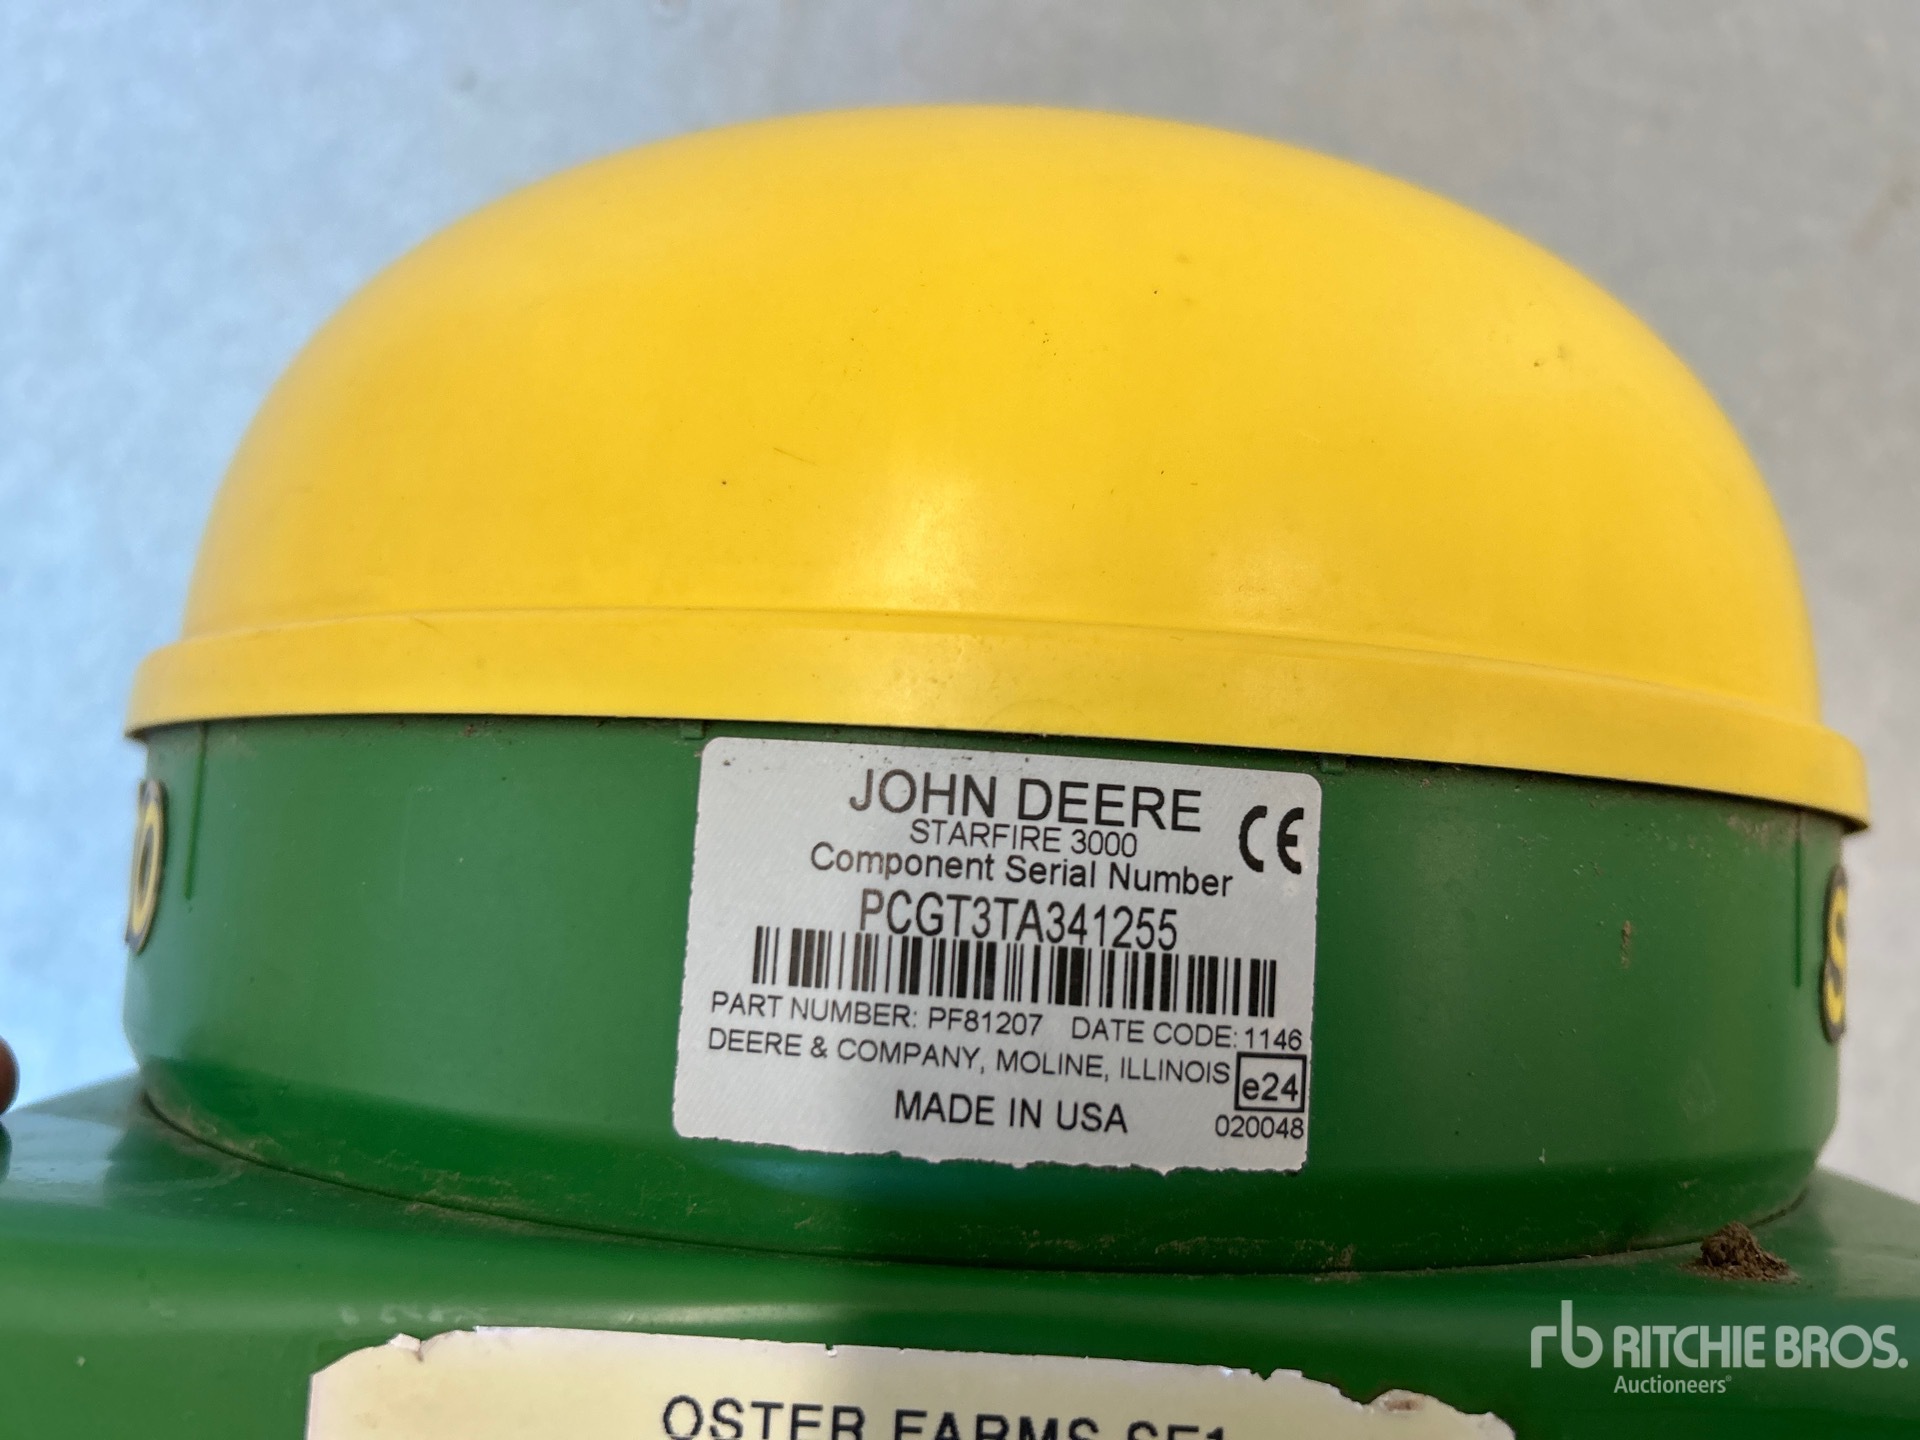 JOHN DEERE
CE
STARFIRE 3000
Component Serial Number
PCGT3TA341255
PART NUMBER: PF81207 DATE CODE: 1146
DEERE & COMPANY, MOLINE, ILLINOIS
e24
MADE IN USA
020048
OSTER FARMS SF1
rb RITCHIE BROS.
Auctioneers